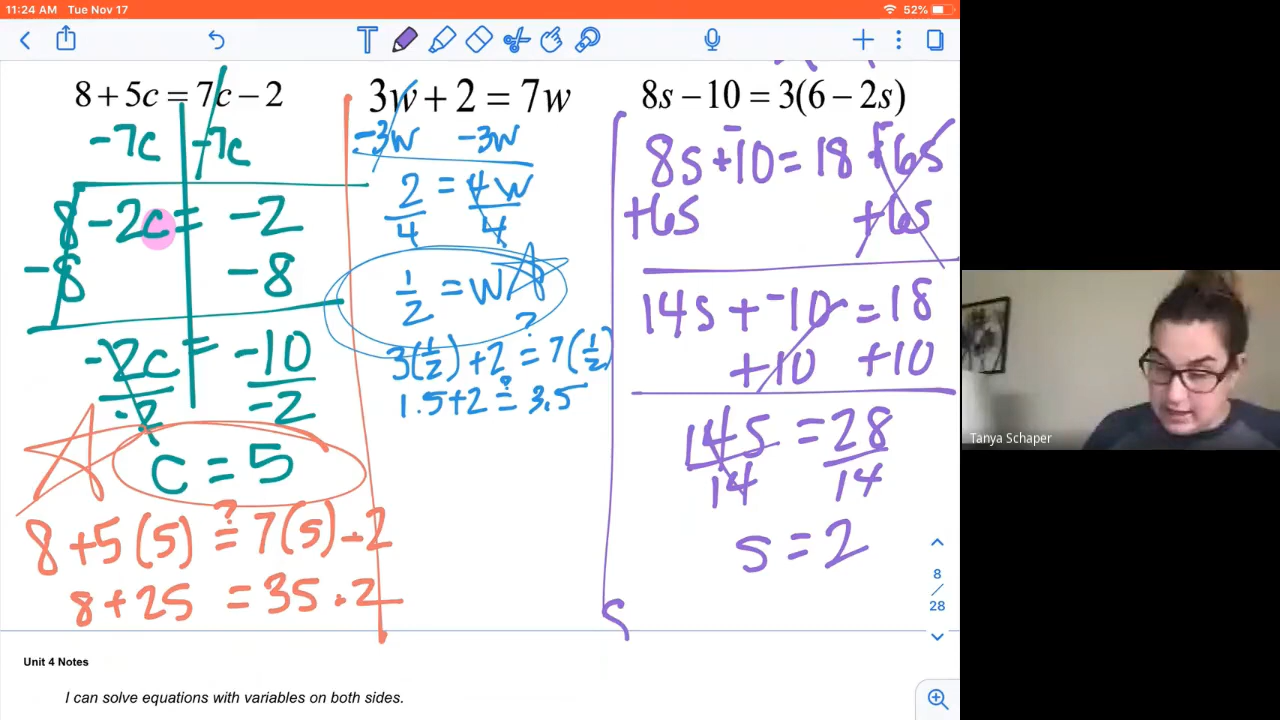 11:24 AM Tue Nov 17
52%
8 + 5c = 7c − 2
-7c -7c
8 -2c = -2
-8 -8
-2c = -10
-2 -2
c = 5
8 + 5(5) ≟ 7(5) - 2
8 + 25 = 35 - 2
3w + 2 = 7w
-3w -3w
2 = 4w
4 4
1/2 = w
3(1/2) + 2 ≟ 7(1/2)
1.5 + 2 ≟ 3.5
8s − 10 = 3(6 − 2s)
8s + -10 = 18 + -6s
+6s +6s
14s + -10 = 18
+10 +10
14s = 28
14 14
s = 2
8
/
28
Unit 4 Notes
I can solve equations with variables on both sides.
Tanya Schaper